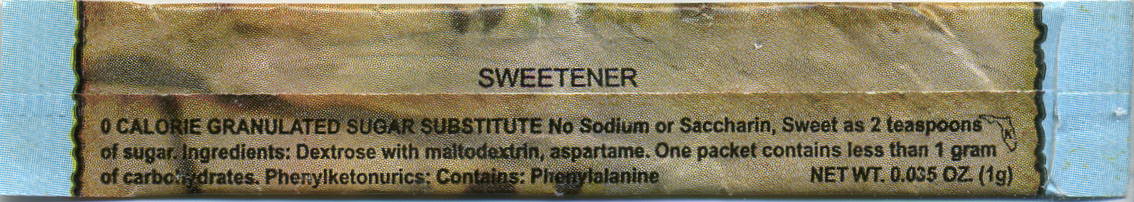 SWEETENER
0 CALORIE GRANULATED SUGAR SUBSTITUTE No Sodium or Saccharin, Sweet as 2 teaspoons
of sugar. Ingredients: Dextrose with maltodextrin, aspartame. One packet contains less than 1 gram
of carbohydrates. Phenylketonurics: Contains: Phenylalanine NET WT. 0.035 OZ. (1g)